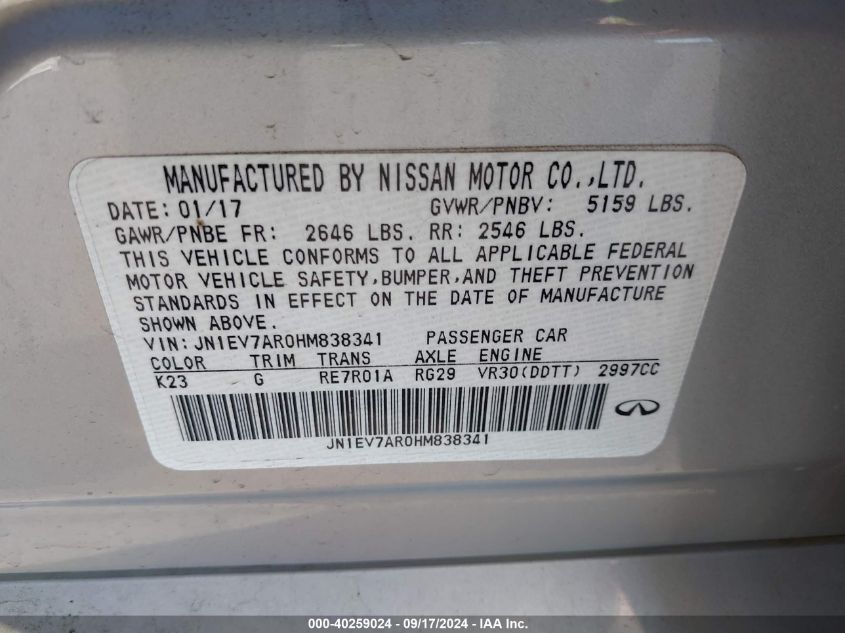 MANUFACTURED BY NISSAN MOTOR CO.,LTD.
DATE: 01/17 GVWR/PNBV: 5159 LBS.
GAWR/PNBE FR: 2646 LBS. RR: 2546 LBS.
THIS VEHICLE CONFORMS TO ALL APPLICABLE FEDERAL
MOTOR VEHICLE SAFETY,BUMPER,AND THEFT PREVENTION
STANDARDS IN EFFECT ON THE DATE OF MANUFACTURE
SHOWN ABOVE.
VIN: JN1EV7AR0HM838341 PASSENGER CAR
COLOR TRIM TRANS AXLE ENGINE
K23 G RE7R01A RG29 VR30(DDTT) 2997CC
JN1EV7AR0HM838341
000-40259024 - 09/17/2024 - IAA Inc.